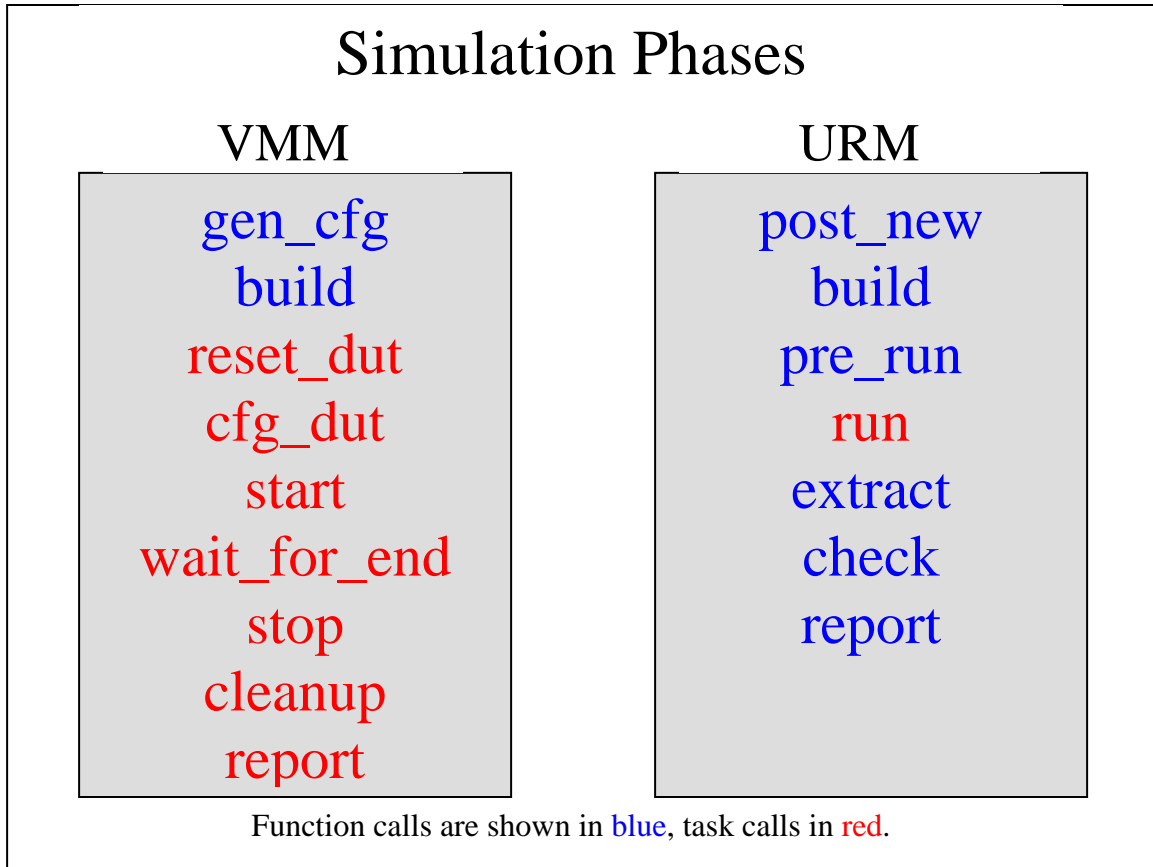 Simulation Phases
VMM
gen_cfg
build
reset_dut
cfg_dut
start
wait_for_end
stop
cleanup
report
URM
post_new
build
pre_run
run
extract
check
report
Function calls are shown in blue, task calls in red.